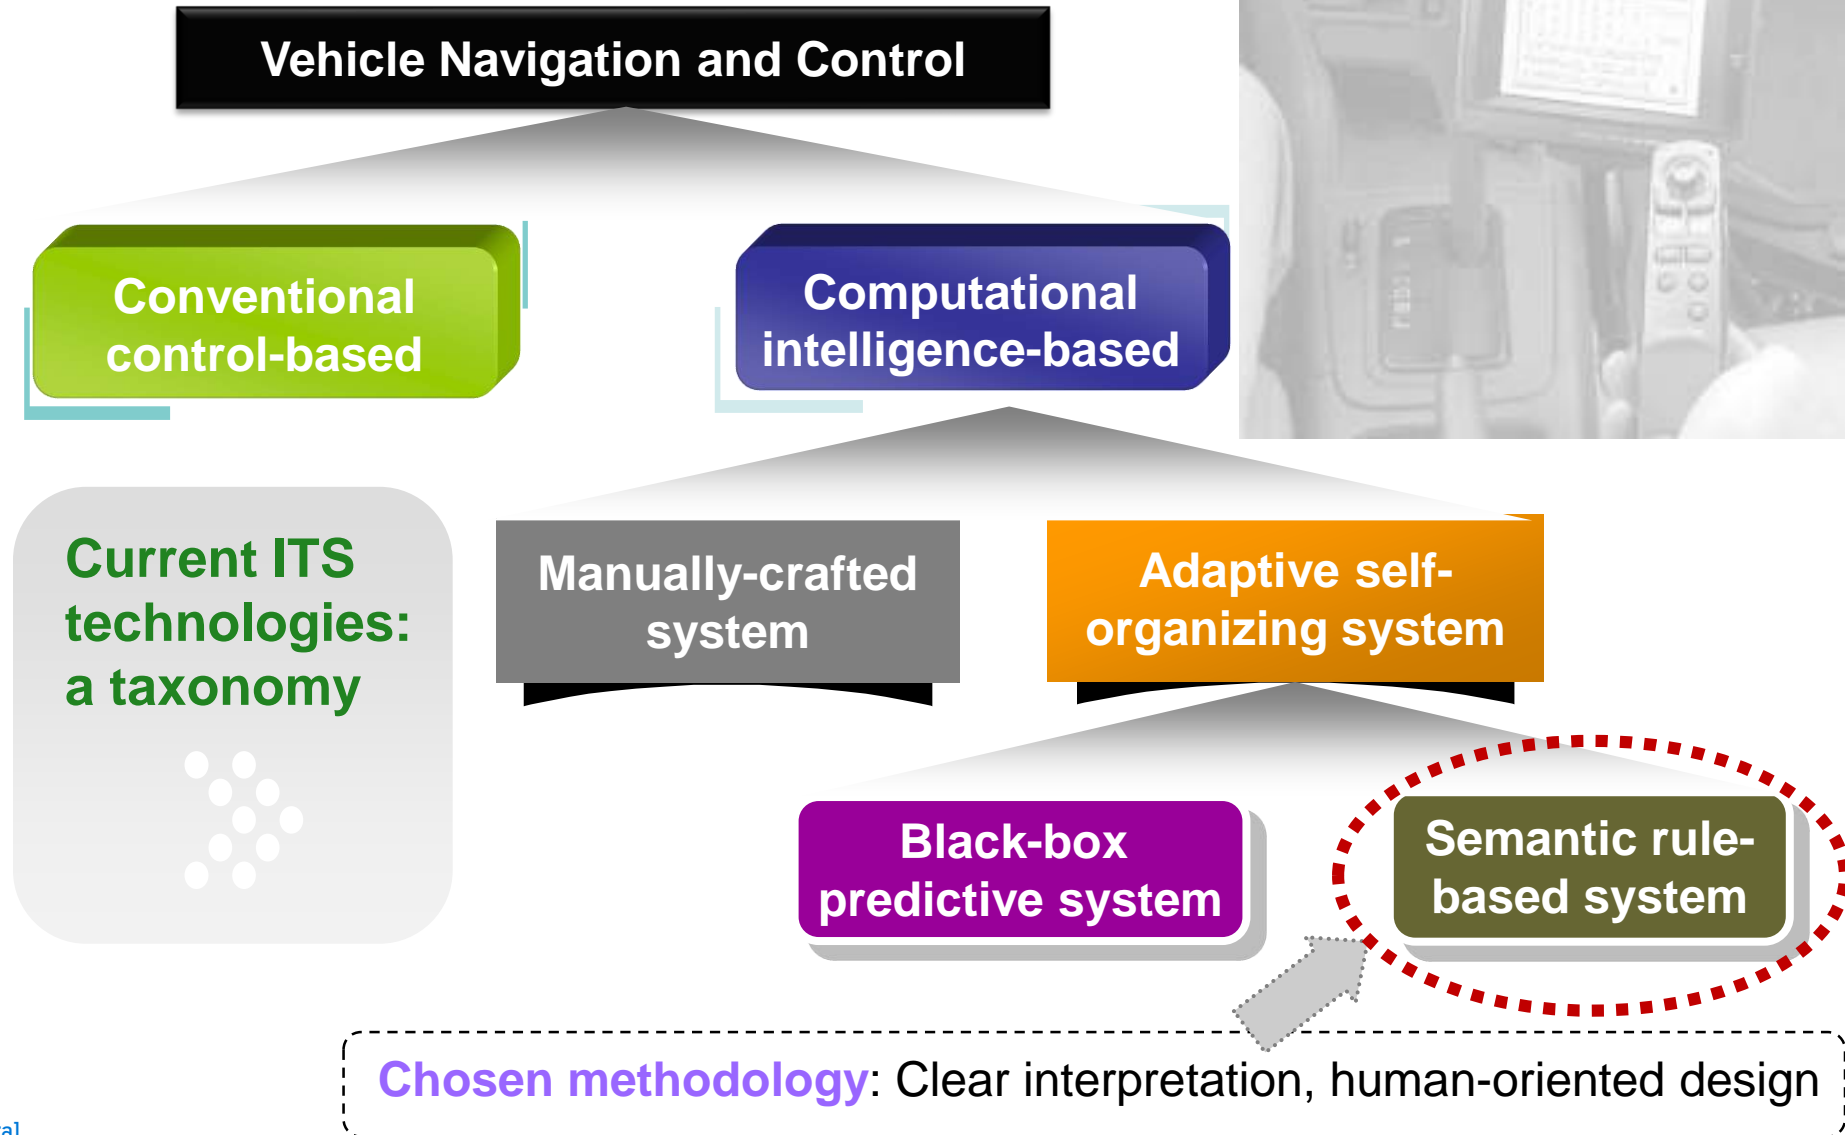 Vehicle Navigation and Control
Conventional
control-based
Computational
intelligence-based
Current ITS
technologies:
a taxonomy
Manually-crafted
system
Adaptive self-
organizing system
Black-box
predictive system
Semantic rule-
based system
Chosen methodology: Clear interpretation, human-oriented design